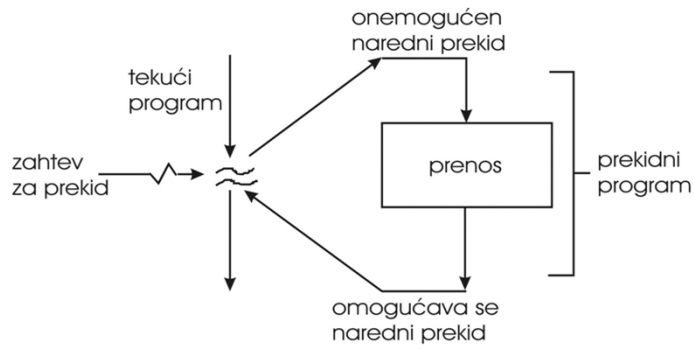 onemogućen
naredni prekid
tekući
program
zahtev
za prekid
prenos
prekidni
program
omogućava se
naredni prekid